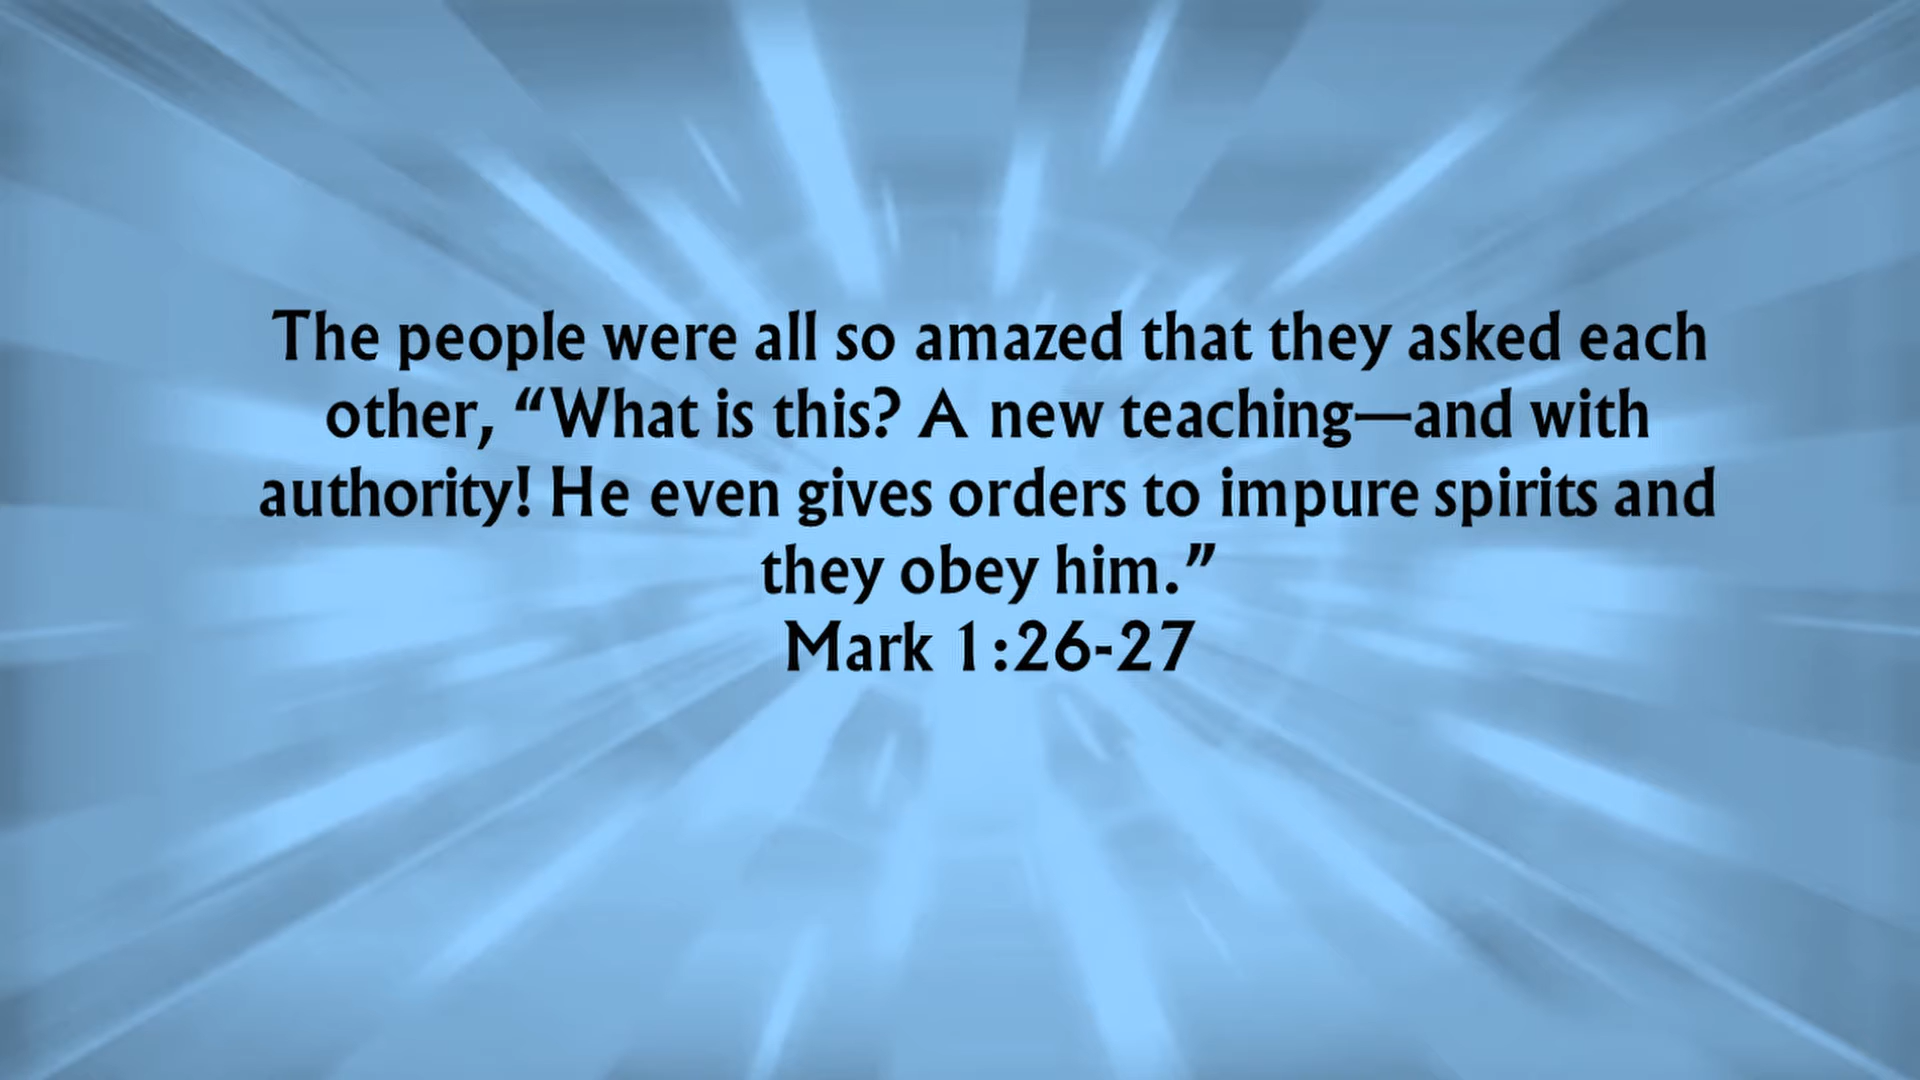 The people were all so amazed that they asked each
other, “What is this? A new teaching—and with
authority! He even gives orders to impure spirits and
they obey him.”
Mark 1:26-27